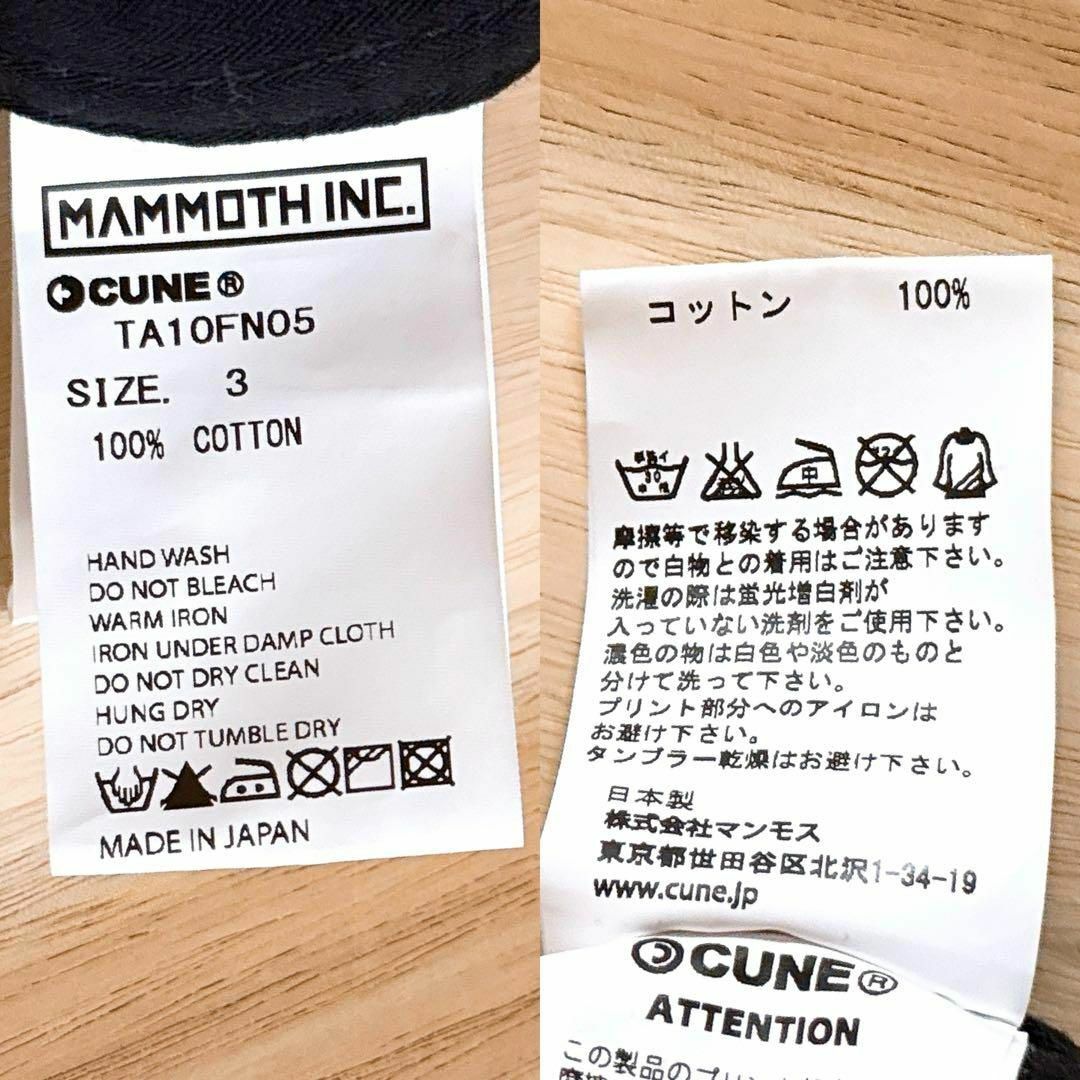 MAMMOTH INC.
CUNE®
TA10FN05
SIZE. 3
100% COTTON
HAND WASH
DO NOT BLEACH
WARM IRON
IRON UNDER DAMP CLOTH
DO NOT DRY CLEAN
HUNG DRY
DO NOT TUMBLE DRY
MADE IN JAPAN
コットン 100%
中
摩擦等で移染する場合があります
ので白物との着用はご注意下さい。
洗濯の際は蛍光増白剤が
入っていない洗剤をご使用下さい。
濃色の物は白色や淡色のものと
分けて洗って下さい。
プリント部分へのアイロンは
お避け下さい。
タンブラー乾燥はお避け下さい。
日本製
株式会社マンモス
東京都世田谷区北沢1-34-19
www.cune.jp
CUNE®
ATTENTION
この製品のプリント